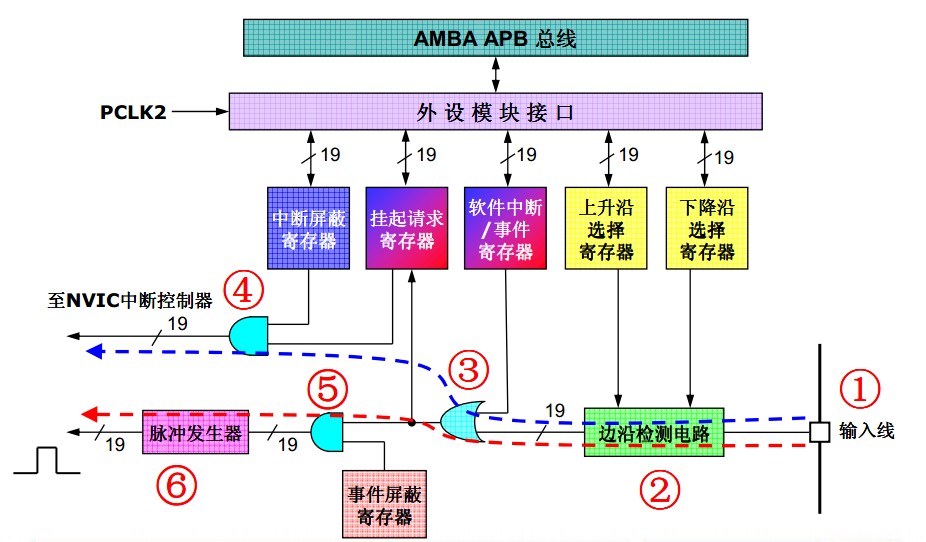 AMBA APB 总线
PCLK2
外设模块接口
19
19
19
19
19
中断屏蔽
寄存器
挂起请求
寄存器
软件中断
/事件
寄存器
上升沿
选择
寄存器
下降沿
选择
寄存器
④
至NVIC中断控制器
19
③
①
⑤
19
脉冲发生器
边沿检测电路
输入线
19
19
⑥
②
事件屏蔽
寄存器